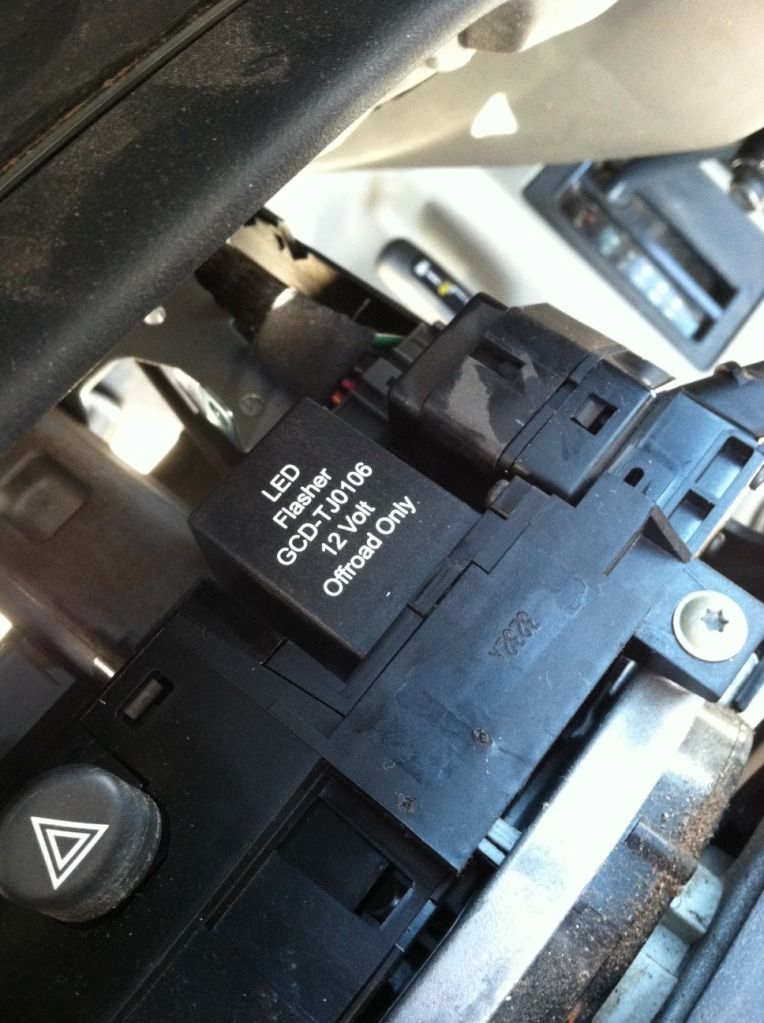 LED
Flasher
GCD-TJ0106
12 Volt
Offroad Only